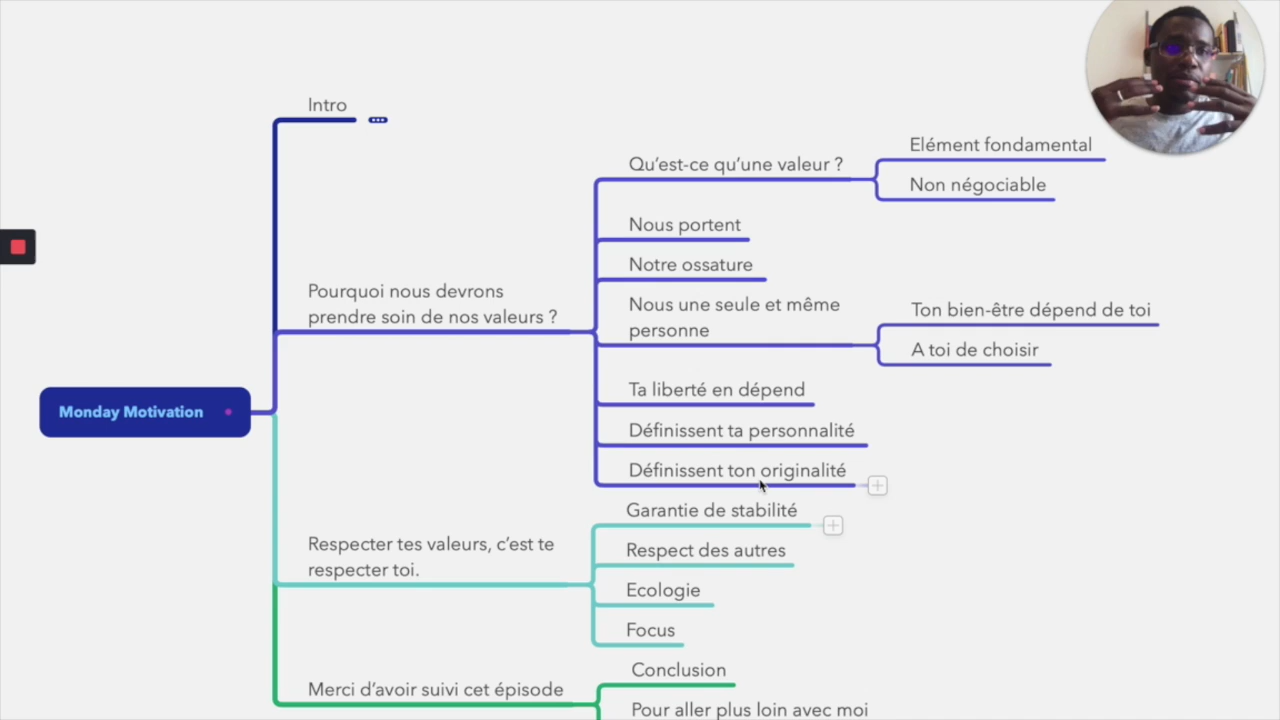 Intro
Qu'est-ce qu'une valeur ?
Elément fondamental
Non négociable
Nous portent
Notre ossature
Pourquoi nous devrons
prendre soin de nos valeurs ?
Nous une seule et même
personne
Ton bien-être dépend de toi
A toi de choisir
Ta liberté en dépend
Définissent ta personnalité
Définissent ton originalité
Monday Motivation
Respecter tes valeurs, c'est te
respecter toi.
Garantie de stabilité
Respect des autres
Ecologie
Focus
Merci d'avoir suivi cet épisode
Conclusion
Pour aller plus loin avec moi